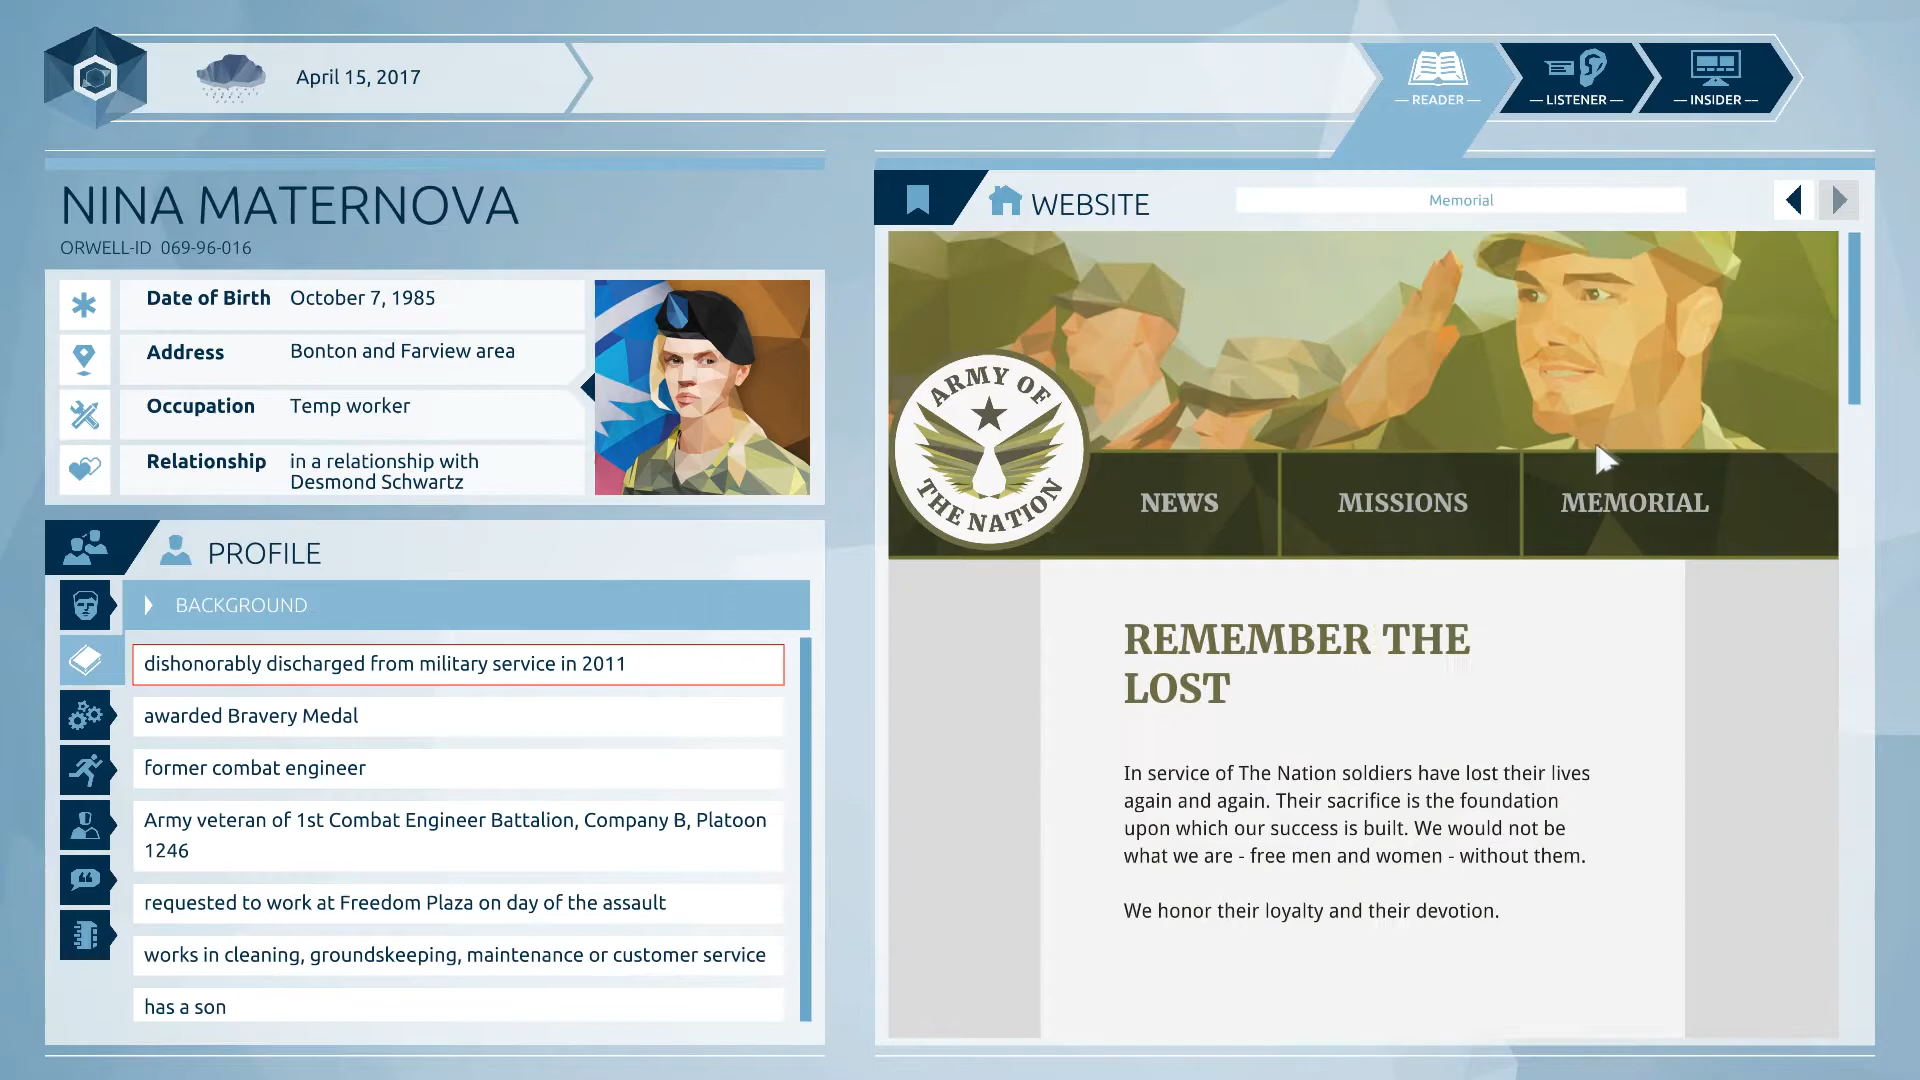 April 15, 2017
— READER —
— LISTENER —
— INSIDER —
NINA MATERNOVA
ORWELL-ID 069-96-016
Date of Birth October 7, 1985
Address Bonton and Farview area
Occupation Temp worker
Relationship in a relationship with
Desmond Schwartz
PROFILE
BACKGROUND
dishonorably discharged from military service in 2011
awarded Bravery Medal
former combat engineer
Army veteran of 1st Combat Engineer Battalion, Company B, Platoon
1246
requested to work at Freedom Plaza on day of the assault
works in cleaning, groundskeeping, maintenance or customer service
has a son
WEBSITE
Memorial
ARMY OF
THE NATION
NEWS
MISSIONS
MEMORIAL
REMEMBER THE
LOST
In service of The Nation soldiers have lost their lives
again and again. Their sacrifice is the foundation
upon which our success is built. We would not be
what we are - free men and women - without them.
We honor their loyalty and their devotion.